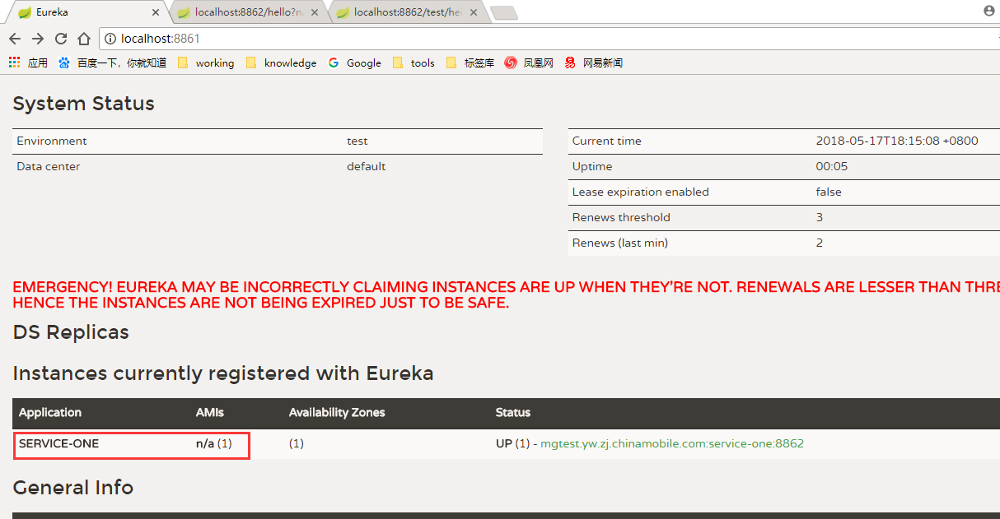 Eureka
localhost:8862/hello?n
localhost:8862/test/he
localhost:8861
应用 百度一下，你就知道 working knowledge Google tools 标签库 凤凰网 网易新闻
System Status
Environment test
Data center default
Current time 2018-05-17T18:15:08 +0800
Uptime 00:05
Lease expiration enabled false
Renews threshold 3
Renews (last min) 2
EMERGENCY! EUREKA MAY BE INCORRECTLY CLAIMING INSTANCES ARE UP WHEN THEY'RE NOT. RENEWALS ARE LESSER THAN THRE
HENCE THE INSTANCES ARE NOT BEING EXPIRED JUST TO BE SAFE.
DS Replicas
Instances currently registered with Eureka
Application AMIs Availability Zones Status
SERVICE-ONE n/a (1) (1) UP (1) - mgtest.yw.zj.chinamobile.com:service-one:8862
General Info